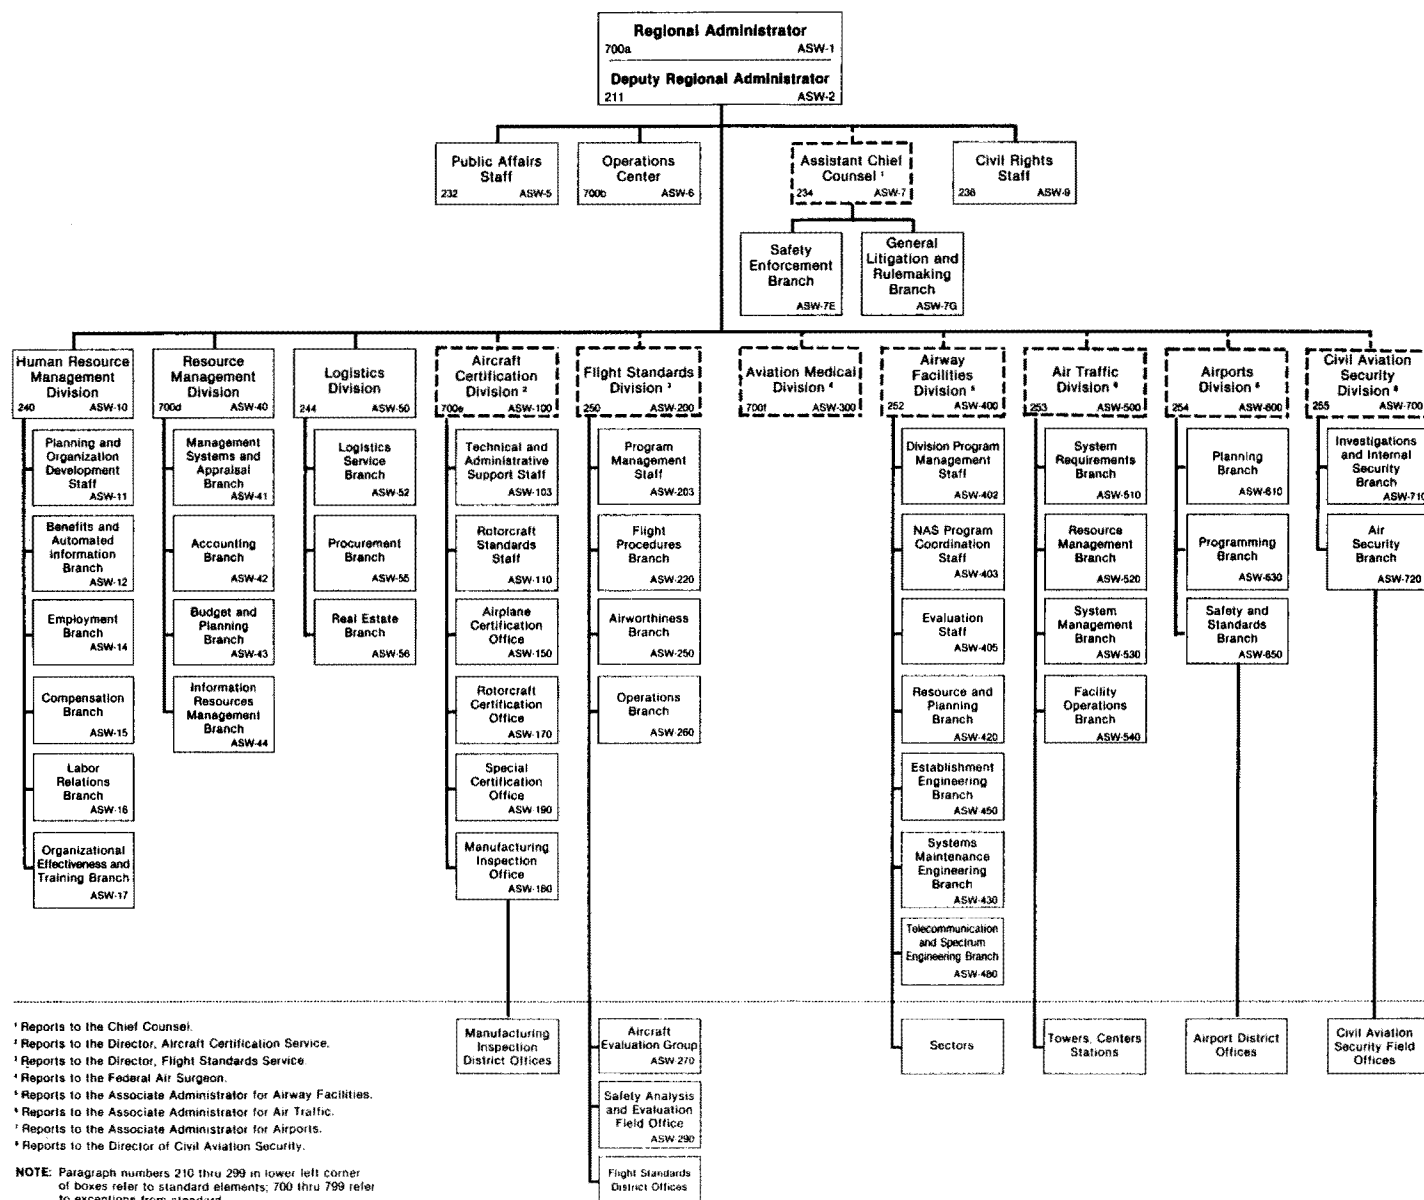 Regional Administrator
700a ASW-1
Deputy Regional Administrator
211 ASW-2
Public Affairs
Staff
232 ASW-5
Operations
Center
700b ASW-6
Assistant Chief
Counsel ¹
234 ASW-7
Civil Rights
Staff
238 ASW-9
Safety
Enforcement
Branch
ASW-7E
General
Litigation and
Rulemaking
Branch
ASW-7G
Human Resource
Management
Division
240 ASW-10
Resource
Management
Division
700d ASW-40
Logistics
Division
244 ASW-50
Aircraft
Certification
Division ²
700e ASW-100
Flight Standards
Division ³
250 ASW-200
Aviation Medical
Division ⁴
700f ASW-300
Airway
Facilities
Division ⁵
252 ASW-400
Air Traffic
Division ⁶
253 ASW-500
Airports
Division
254 ASW-600
Civil Aviation
Security
Division ⁸
255 ASW-700
Planning and
Organization
Development
Staff
ASW-11
Benefits and
Automated
Information
Branch
ASW-12
Employment
Branch
ASW-14
Compensation
Branch
ASW-15
Labor
Relations
Branch
ASW-16
Organizational
Effectiveness and
Training Branch
ASW-17
Management
Systems and
Appraisal
Branch
ASW-41
Accounting
Branch
ASW-42
Budget and
Planning
Branch
ASW-43
Information
Resources
Management
Branch
ASW-44
Logistics
Service
Branch
ASW-52
Procurement
Branch
ASW-55
Real Estate
Branch
ASW-56
Technical and
Administrative
Support Staff
ASW-103
Rotorcraft
Standards
Staff
ASW-110
Airplane
Certification
Office
ASW-150
Rotorcraft
Certification
Office
ASW-170
Special
Certification
Office
ASW-190
Manufacturing
Inspection
Office
ASW-180
Manufacturing
Inspection
District Offices
Program
Management
Staff
ASW-203
Flight
Procedures
Branch
ASW-220
Airworthiness
Branch
ASW-250
Operations
Branch
ASW-260
Aircraft
Evaluation Group
ASW-270
Safety Analysis
and Evaluation
Field Office
ASW-290
Flight Standards
District Offices
Division Program
Management
Staff
ASW-402
NAS Program
Coordination
Staff
ASW-403
Evaluation
Staff
ASW-405
Resource and
Planning
Branch
ASW-420
Establishment
Engineering
Branch
ASW-450
Systems
Maintenance
Engineering
Branch
ASW-430
Telecommunication
and Spectrum
Engineering Branch
ASW-480
Sectors
System
Requirements
Branch
ASW-510
Resource
Management
Branch
ASW-520
System
Management
Branch
ASW-530
Facility
Operations
Branch
ASW-540
Towers, Centers
Stations
Planning
Branch
ASW-610
Programming
Branch
ASW-630
Safety and
Standards
Branch
ASW-650
Airport District
Offices
Investigations
and Internal
Security
Branch
ASW-710
Air
Security
Branch
ASW-720
Civil Aviation
Security Field
Offices
¹ Reports to the Chief Counsel.
² Reports to the Director, Aircraft Certification Service.
³ Reports to the Director, Flight Standards Service.
⁴ Reports to the Federal Air Surgeon.
⁵ Reports to the Associate Administrator for Airway Facilities.
⁶ Reports to the Associate Administrator for Air Traffic.
⁷ Reports to the Associate Administrator for Airports.
⁸ Reports to the Director of Civil Aviation Security.
NOTE: Paragraph numbers 210 thru 299 in lower left corner
of boxes refer to standard elements; 700 thru 799 refer
to exceptions from standard